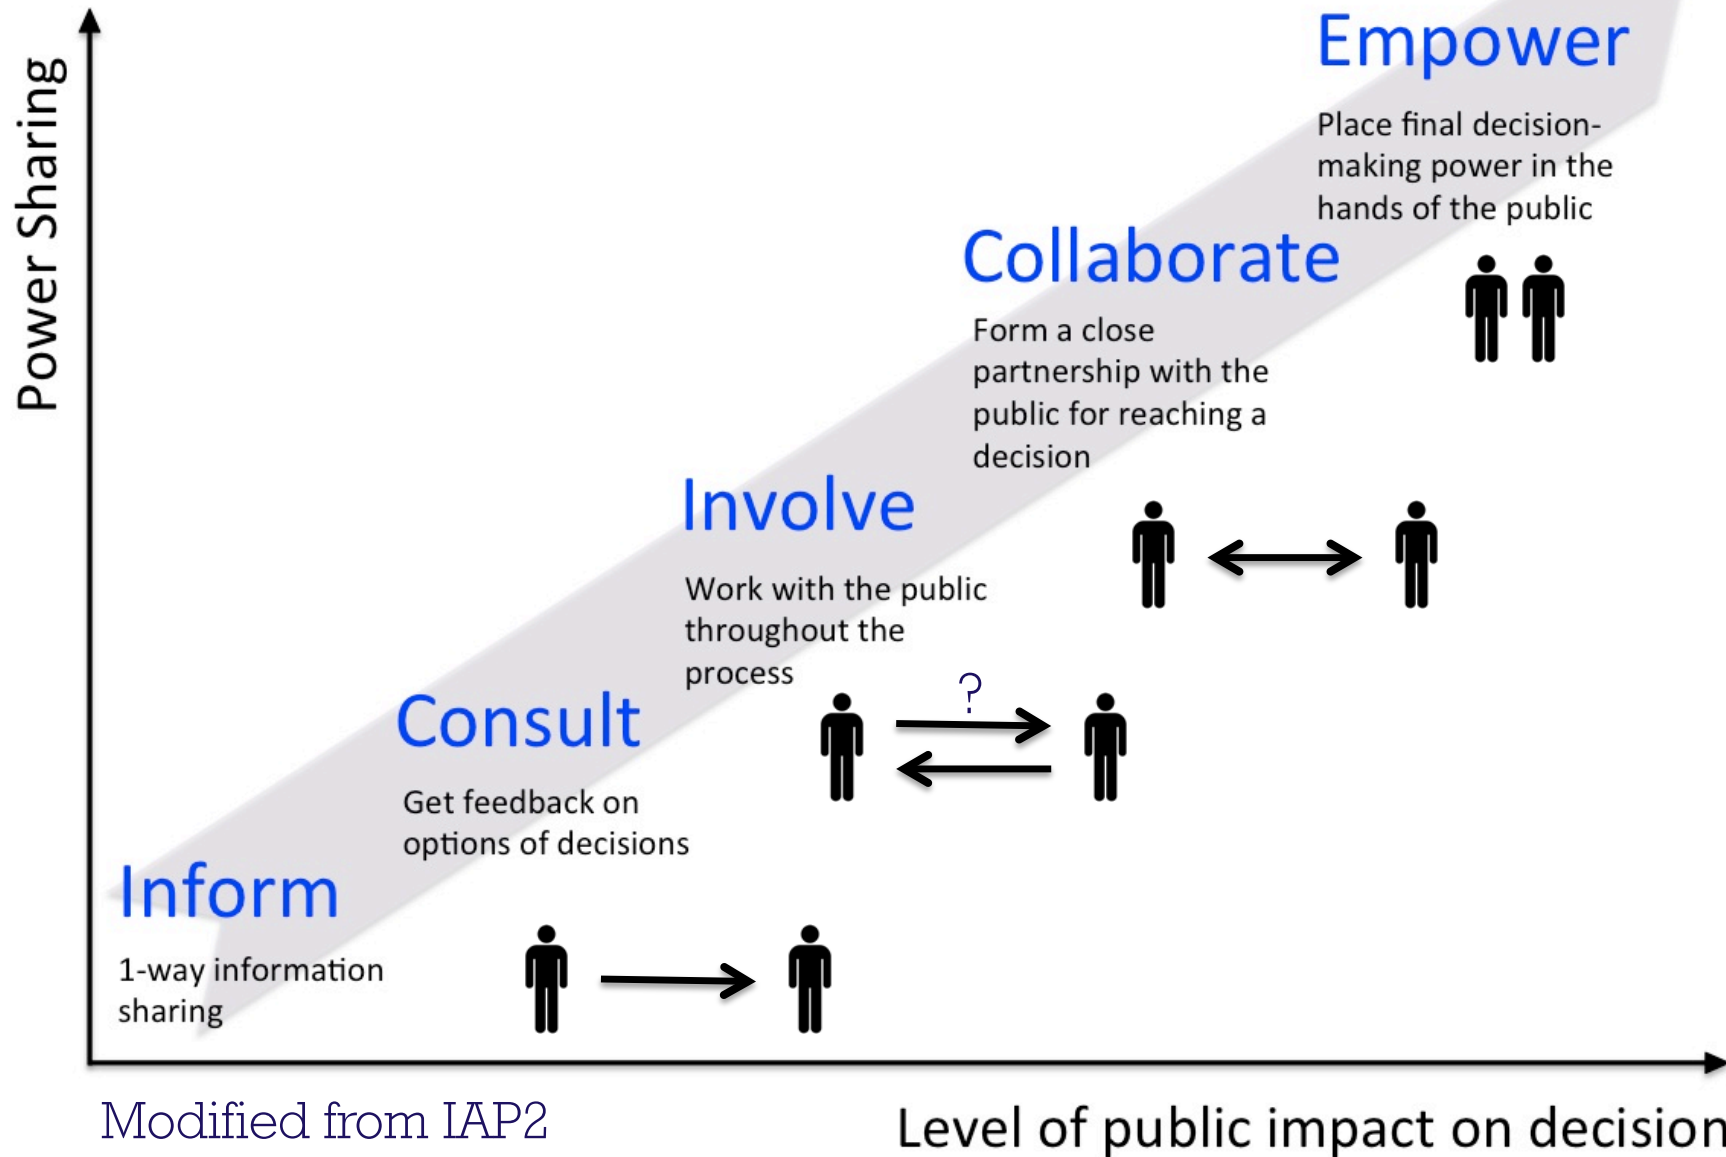 Power Sharing
Empower
Place final decision-
making power in the
hands of the public
Collaborate
Form a close
partnership with the
public for reaching a
decision
Involve
Work with the public
throughout the
process
?
Consult
Get feedback on
options of decisions
Inform
1-way information
sharing
Modified from IAP2
Level of public impact on decision